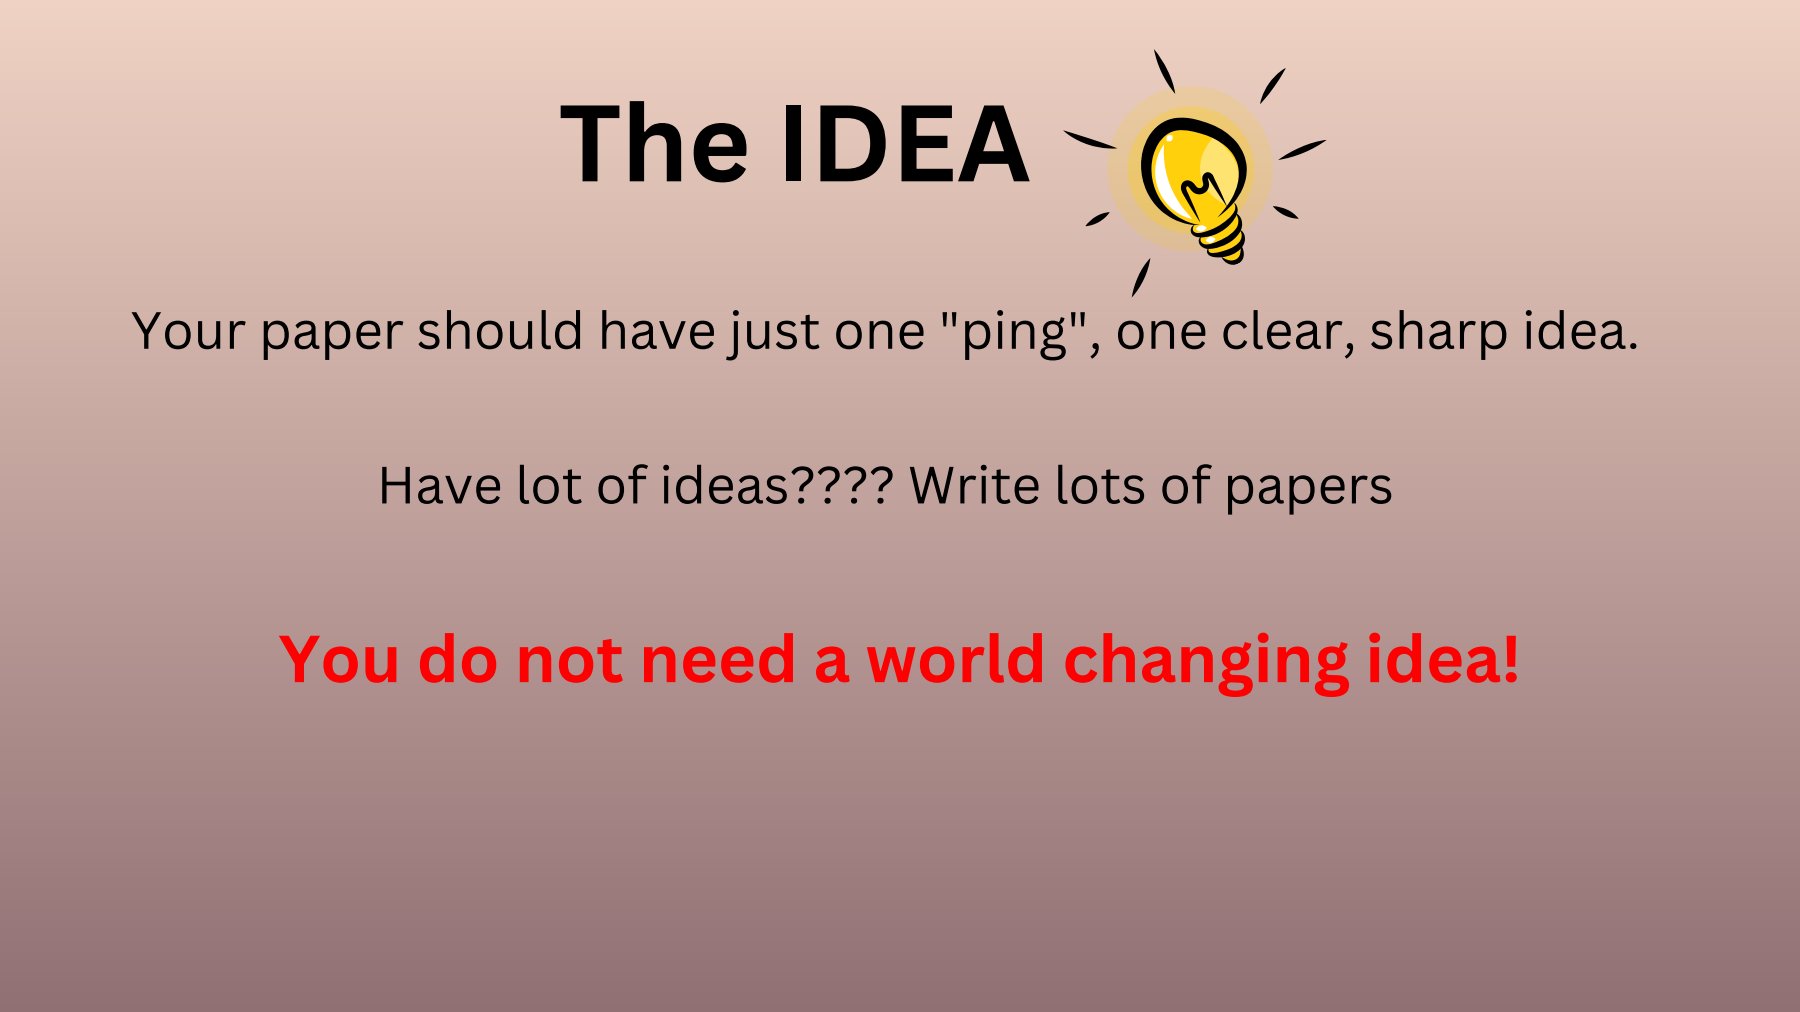 The IDEA
Your paper should have just one "ping", one clear, sharp idea.
Have lot of ideas???? Write lots of papers
You do not need a world changing idea!